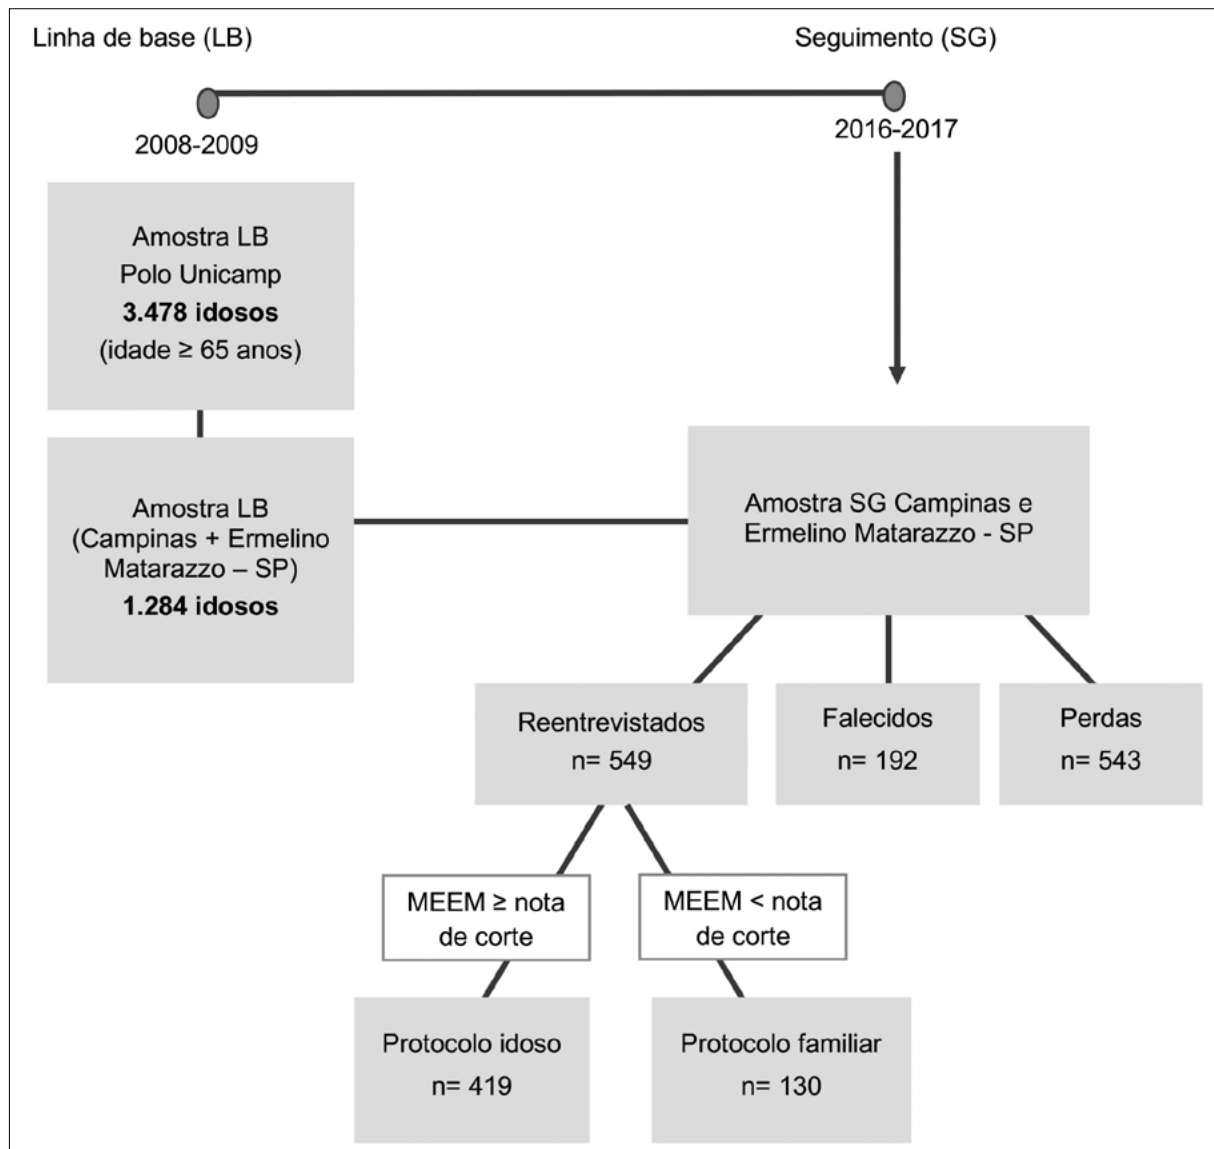 Linha de base (LB)
Seguimento (SG)
2008-2009
2016-2017
Amostra LB
Polo Unicamp
3.478 idosos
(idade ≥ 65 anos)
Amostra LB
(Campinas + Ermelino
Matarazzo – SP)
1.284 idosos
Amostra SG Campinas e
Ermelino Matarazzo - SP
Reentrevistados
n= 549
Falecidos
n= 192
Perdas
n= 543
MEEM ≥ nota
de corte
MEEM < nota
de corte
Protocolo idoso
n= 419
Protocolo familiar
n= 130